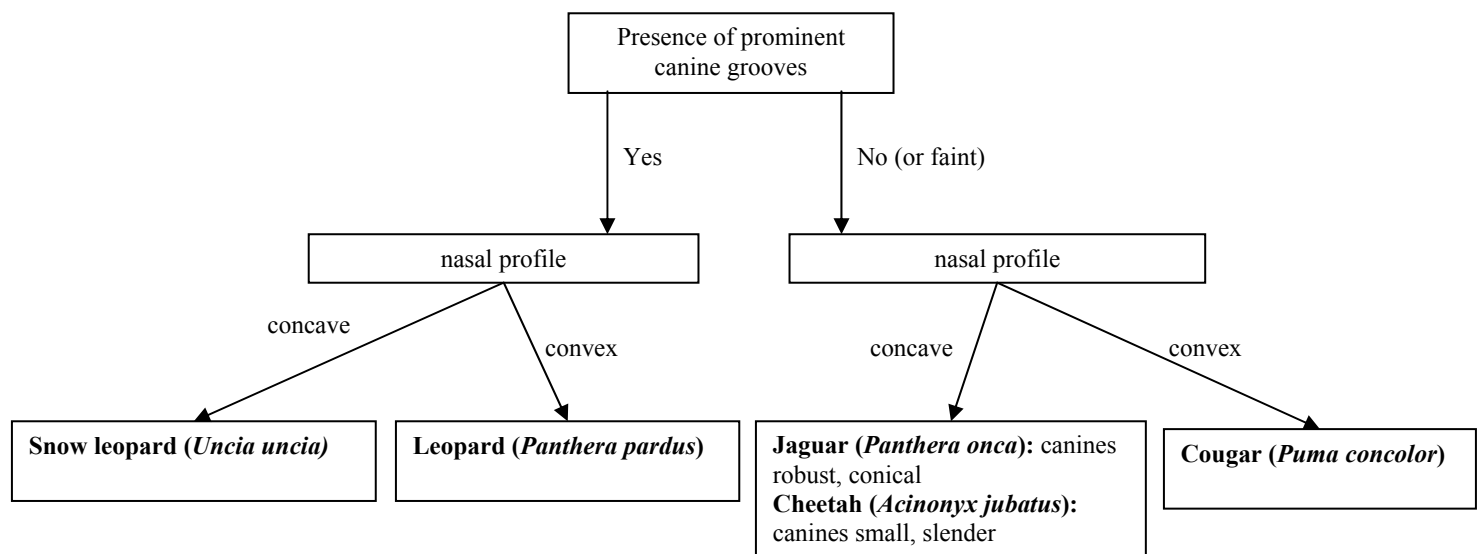 Presence of prominent
canine grooves
Yes
No (or faint)
nasal profile
nasal profile
concave
convex
concave
convex
Snow leopard (Uncia uncia)
Leopard (Panthera pardus)
Jaguar (Panthera onca): canines
robust, conical
Cheetah (Acinonyx jubatus):
canines small, slender
Cougar (Puma concolor)